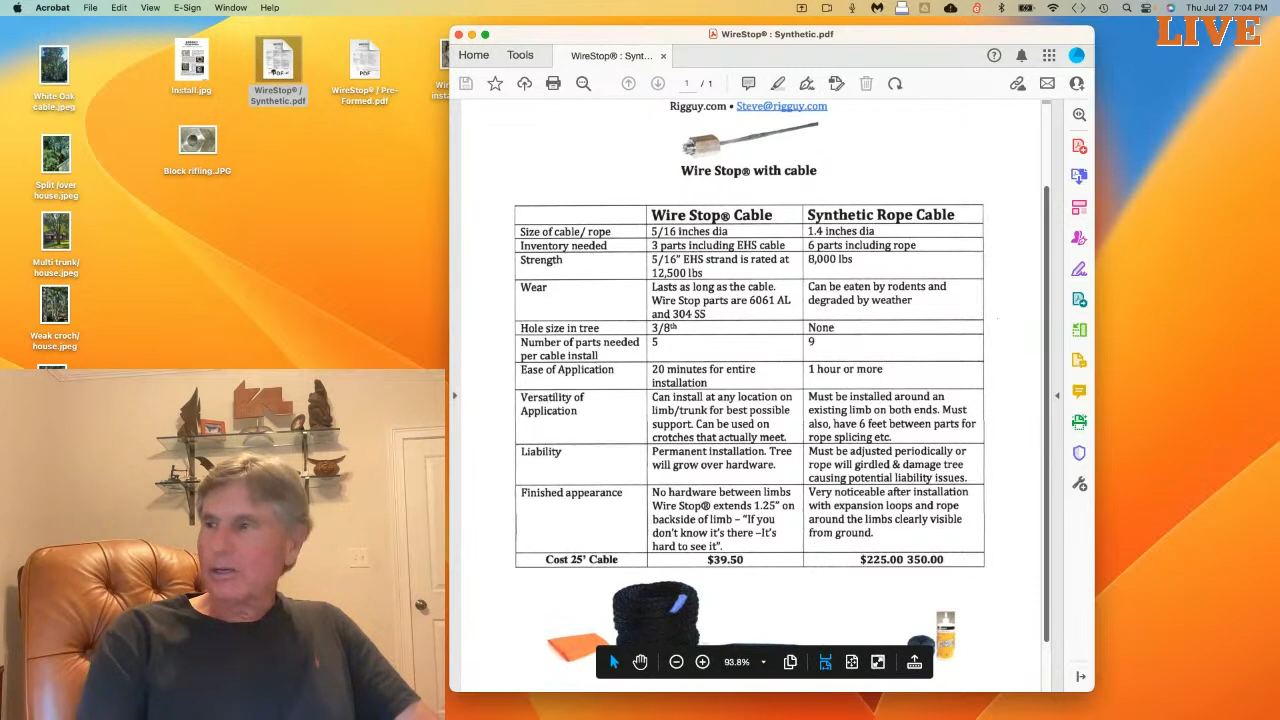 Acrobat File Edit View E-Sign Window Help
Thu Jul 27 7:04 PM
LIVE
White Oak
cable.jpeg
Install.jpg
WireStop® /
Synthetic.pdf
PDF
WireStop® / Pre-
Formed.pdf
PDF
Split /over
house.jpeg
Block rifling.JPG
Multi trunk/
house.jpeg
Weak croch/
house.jpeg
WireStop® : Synthetic.pdf
Home Tools WireStop® : Synt... ×
1 / 1
Rigguy.com • Steve@rigguy.com
Wire Stop® with cable
Wire Stop® Cable Synthetic Rope Cable
Size of cable/ rope 5/16 inches dia 1.4 inches dia
Inventory needed 3 parts including EHS cable 6 parts including rope
Strength 5/16" EHS strand is rated at 8,000 lbs
12,500 lbs
Wear Lasts as long as the cable. Can be eaten by rodents and
Wire Stop parts are 6061 AL degraded by weather
and 304 SS
Hole size in tree 3/8th None
Number of parts needed 5 9
per cable install
Ease of Application 20 minutes for entire 1 hour or more
installation
Versatility of Can install at any location on Must be installed around an
Application limb/trunk for best possible existing limb on both ends. Must
support. Can be used on also, have 6 feet between parts for
crotches that actually meet. rope splicing etc.
Liability Permanent installation. Tree Must be adjusted periodically or
will grow over hardware. rope will girdled & damage tree
causing potential liability issues.
Finished appearance No hardware between limbs Very noticeable after installation
Wire Stop® extends 1.25" on with expansion loops and rope
backside of limb – "If you around the limbs clearly visible
don't know it's there –It's from ground.
hard to see it".
Cost 25' Cable $39.50 $225.00 350.00
93.8%